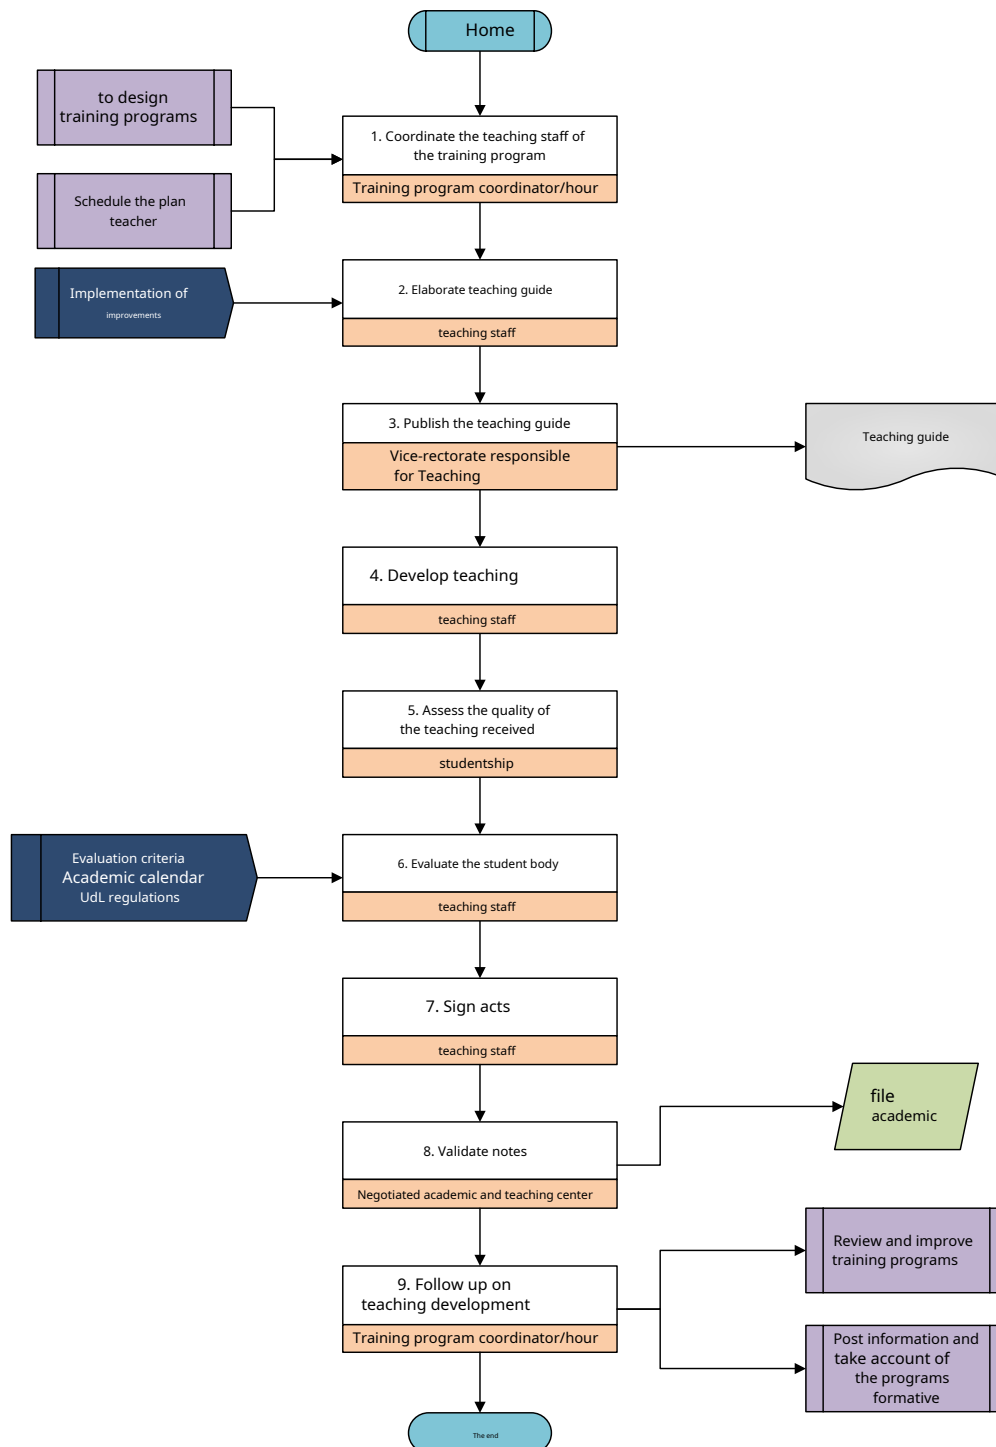 Home
to design
training programs
1. Coordinate the teaching staff of
the training program
Training program coordinator/hour
Schedule the plan
teacher
Implementation of
improvements
2. Elaborate teaching guide
teaching staff
3. Publish the teaching guide
Vice-rectorate responsible
for Teaching
Teaching guide
4. Develop teaching
teaching staff
5. Assess the quality of
the teaching received
studentship
Evaluation criteria
Academic calendar
UdL regulations
6. Evaluate the student body
teaching staff
7. Sign acts
teaching staff
file
academic
8. Validate notes
Negotiated academic and teaching center
Review and improve
training programs
9. Follow up on
teaching development
Training program coordinator/hour
Post information and
take account of
the programs
formative
The end